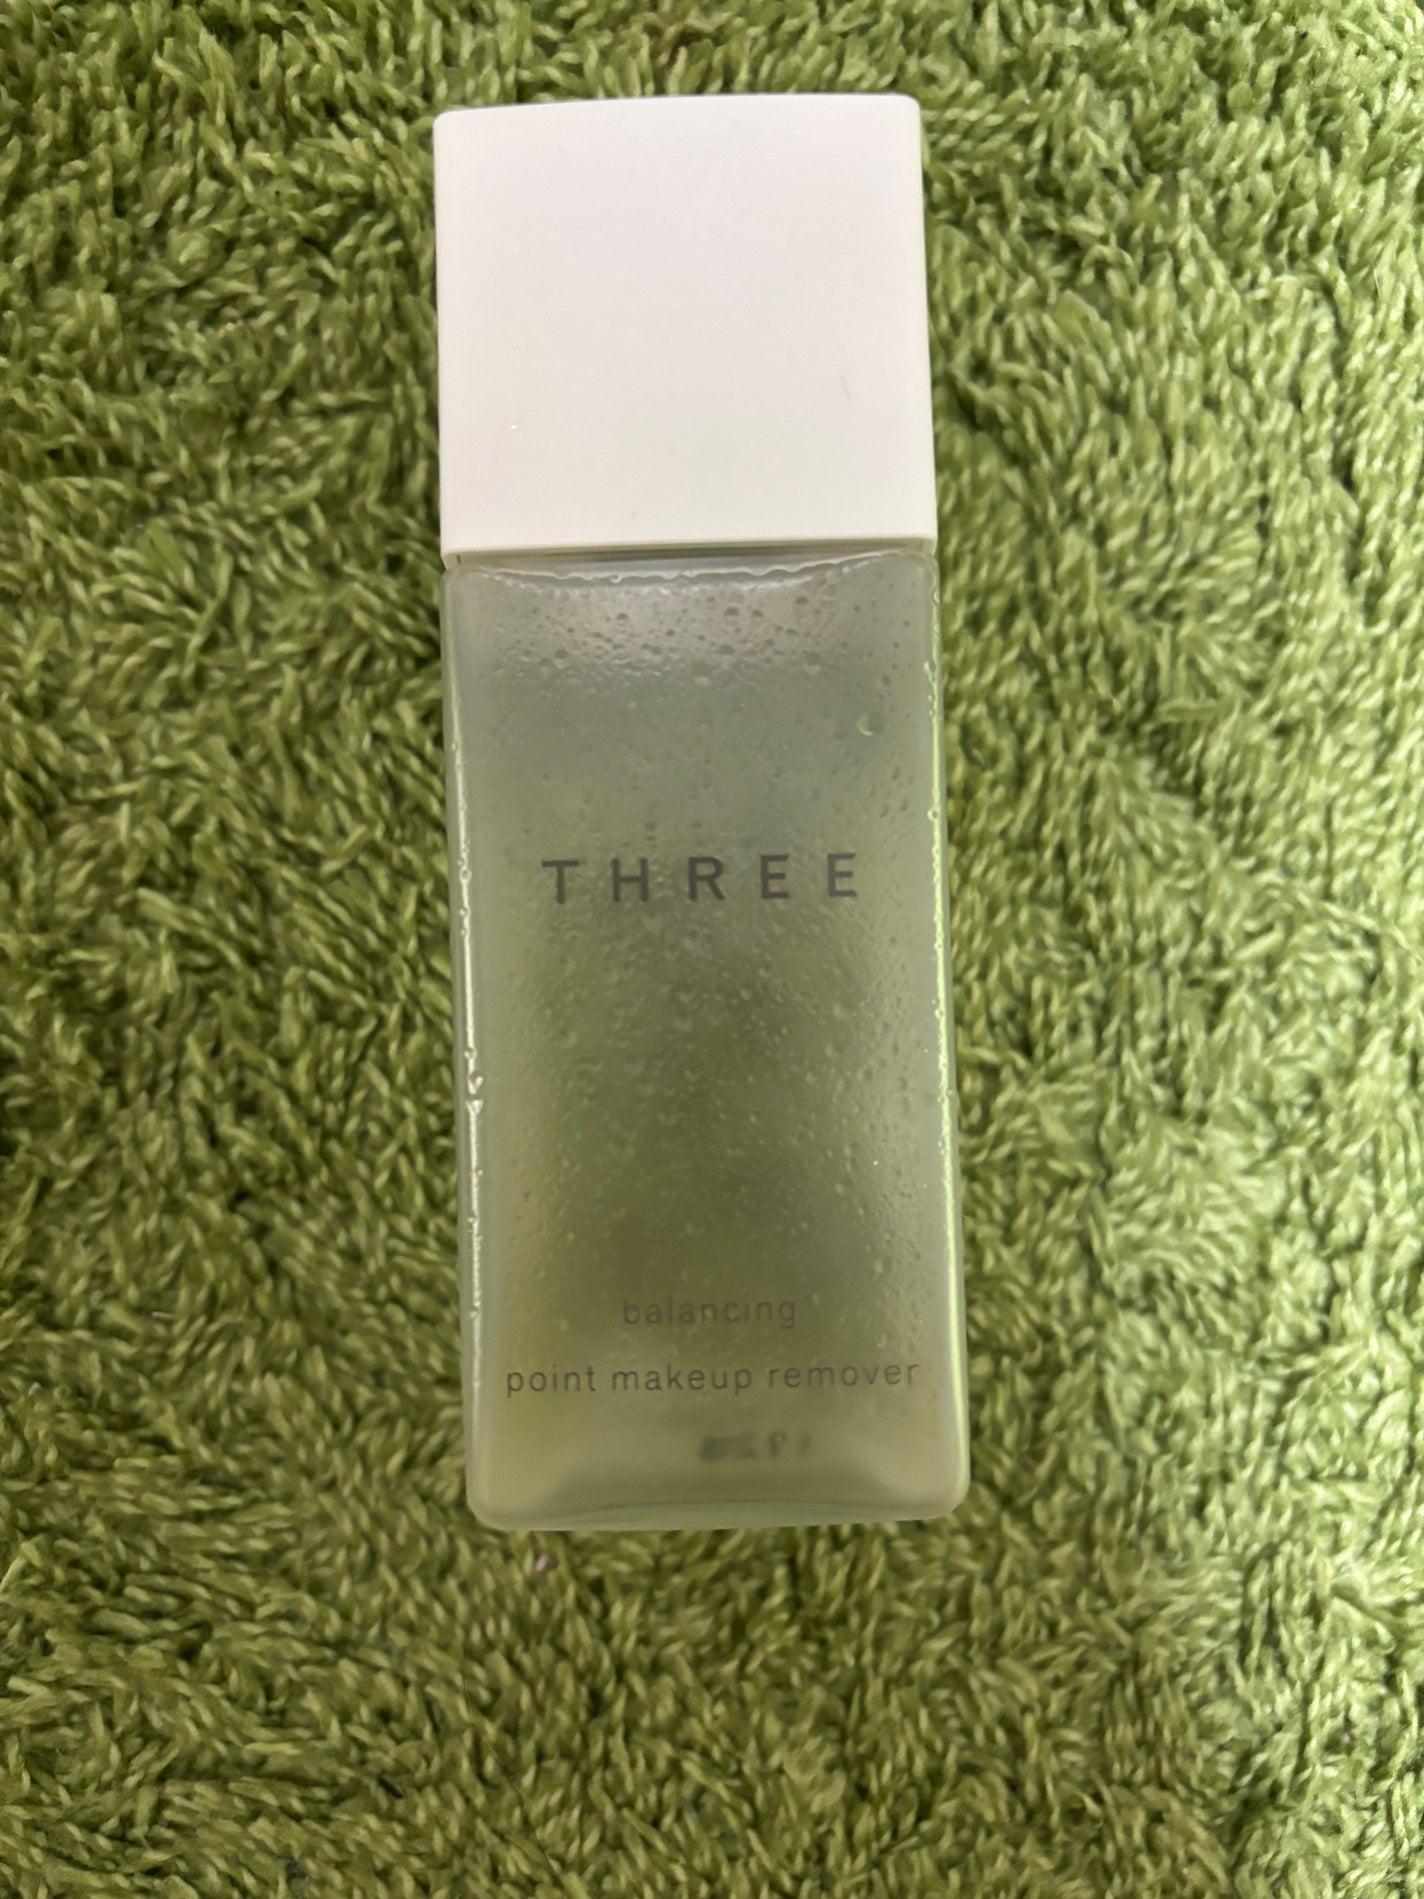 THREE
balancing
point makeup remover